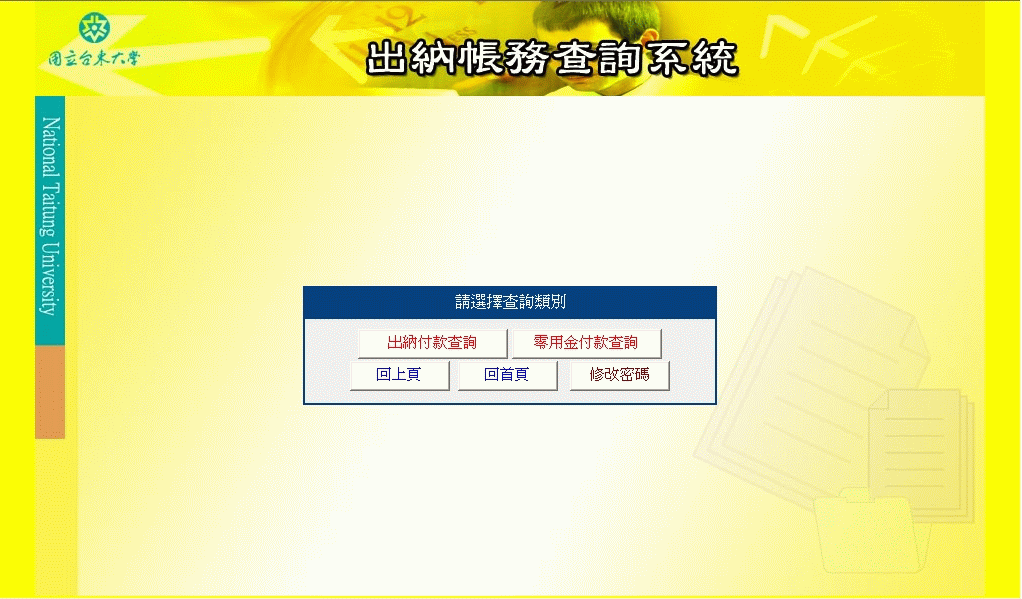 國立台東大學
出納帳務查詢系統
National Taitung University
12
請選擇查詢類別
出納付款查詢 零用金付款查詢
回上頁 回首頁 修改密碼